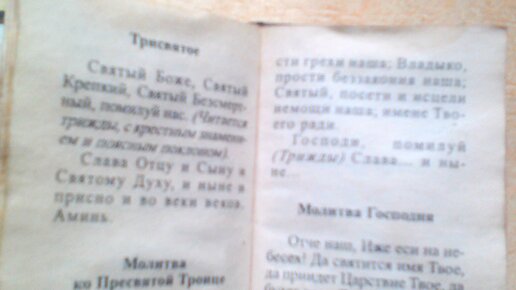 Трисвятое
Святый Боже, Святый
Крепкий, Святый Безсмерт-
ный, помилуй нас. (Читается
трижды, с крестным знамени-
ем и поясным поклоном).
Слава Отцу и Сыну и
Святому Духу, и ныне и
присно и во веки веков.
Аминь.
Молитва
ко Пресвятой Троице
сти грехи наша; Владыко,
прости беззакония наша;
Святый, посети и исцели
немощи наша; имене Тво-
его ради.
Господи, помилуй
(Трижды) Слава... и ны-
не...
Молитва Господня
Отче наш, Иже еси на не-
бесех! Да святится имя Твое,
да приидет Царствие Твое, да